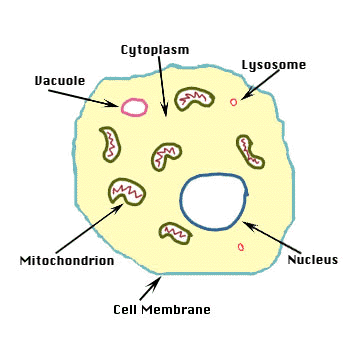 Cytoplasm
Lysosome
Vacuole
Mitochondrion
Nucleus
Cell Membrane